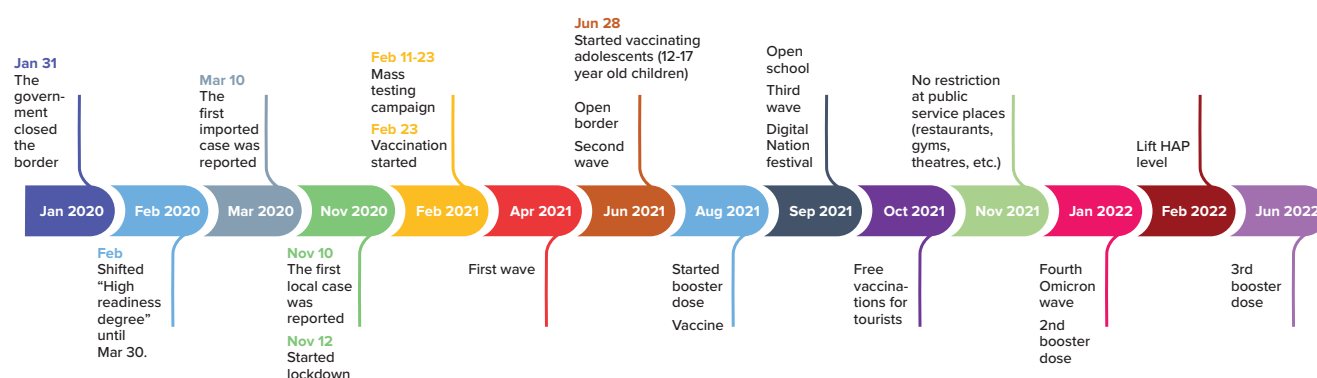 Jan 31
The
govern-
ment
closed
the
border
Jan 2020
Feb 2020
Feb
Shifted
“High
readiness
degree”
until
Mar 30.
Mar 10
The
first
imported
case was
reported
Mar 2020
Nov 2020
Nov 10
The first
local case
was
reported
Nov 12
Started
lockdown
Feb 11-23
Mass
testing
campaign
Feb 23
Vaccination
started
Feb 2021
Apr 2021
First wave
Jun 28
Started vaccinating
adolescents (12-17
year old children)
Open
border
Second
wave
Jun 2021
Aug 2021
Started
booster
dose
Vaccine
Open
school
Third
wave
Digital
Nation
festival
Sep 2021
Oct 2021
Free
vaccina-
tions for
tourists
No restriction
at public
service places
(restaurants,
gyms,
theatres, etc.)
Nov 2021
Jan 2022
Fourth
Omicron
wave
2nd
booster
dose
Lift HAP
level
Feb 2022
Jun 2022
3rd
booster
dose